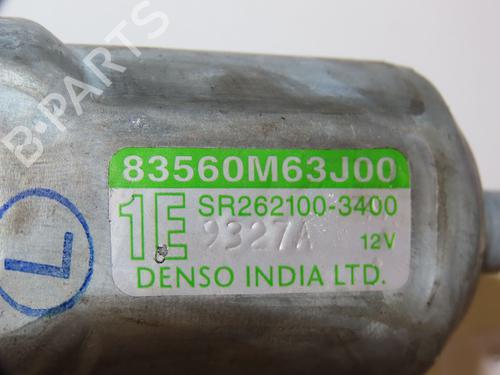 B-PARTS
83560M63J00
1E SR262100-3400
9327A 12V
DENSO INDIA LTD.
L